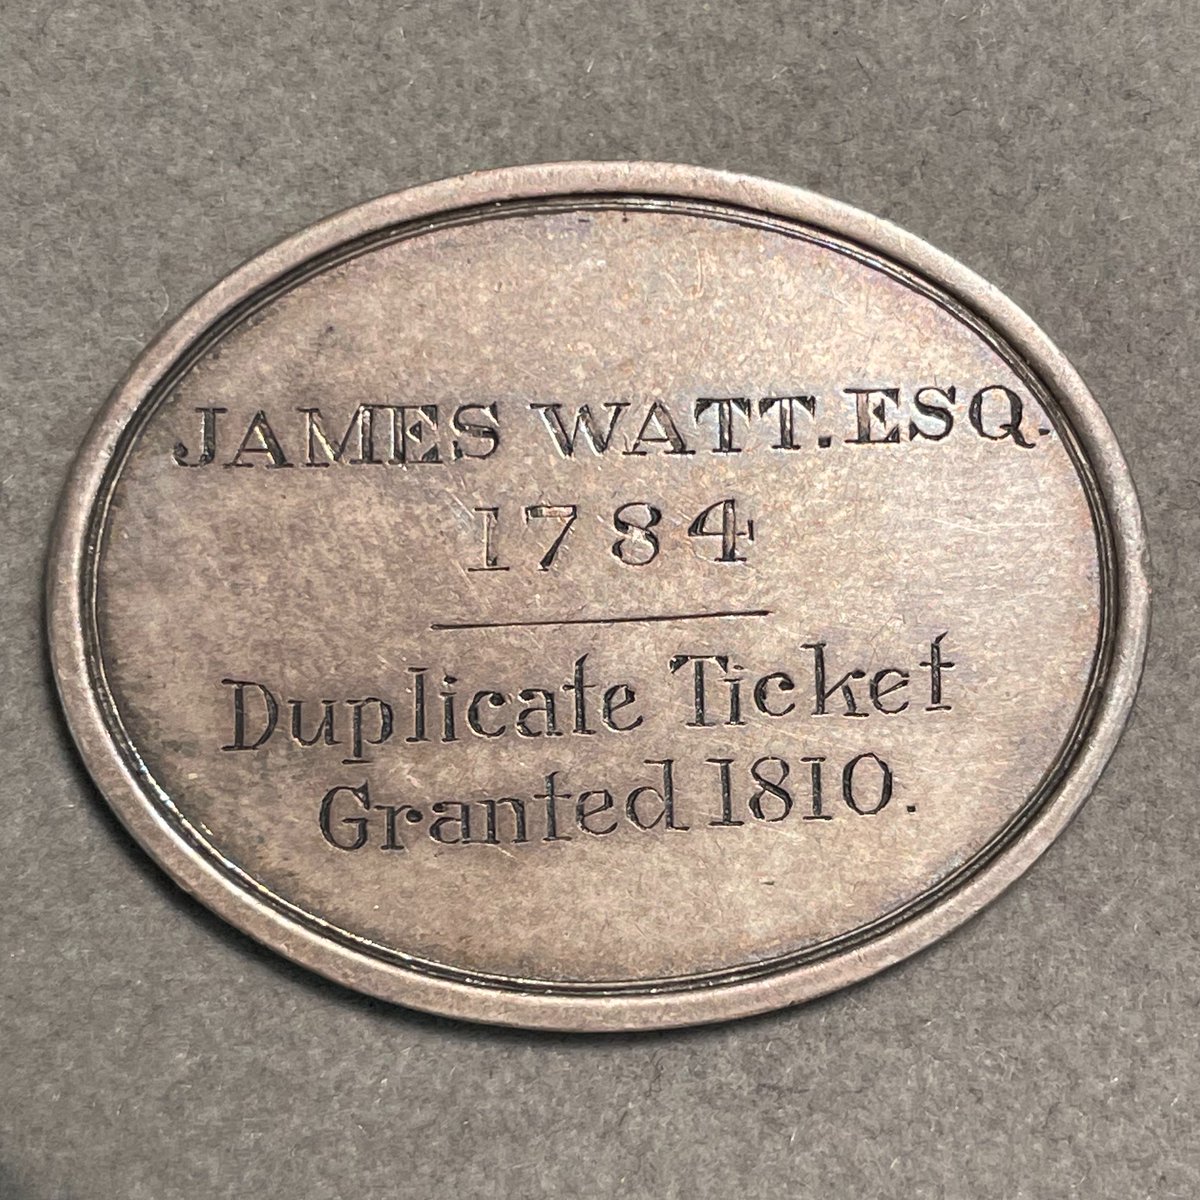 JAMES WATT. ESQ.
1784
Duplicate Ticket
Granted 1810.